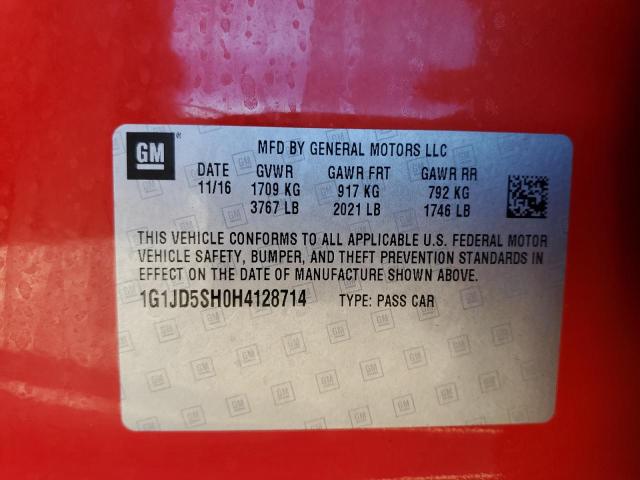 GM® MFD BY GENERAL MOTORS LLC
DATE GVWR GAWR FRT GAWR RR
11/16 1709 KG 917 KG 792 KG
3767 LB 2021 LB 1746 LB
THIS VEHICLE CONFORMS TO ALL APPLICABLE U.S. FEDERAL MOTOR
VEHICLE SAFETY, BUMPER, AND THEFT PREVENTION STANDARDS IN
EFFECT ON THE DATE OF MANUFACTURE SHOWN ABOVE.
1G1JD5SH0H4128714 TYPE: PASS CAR